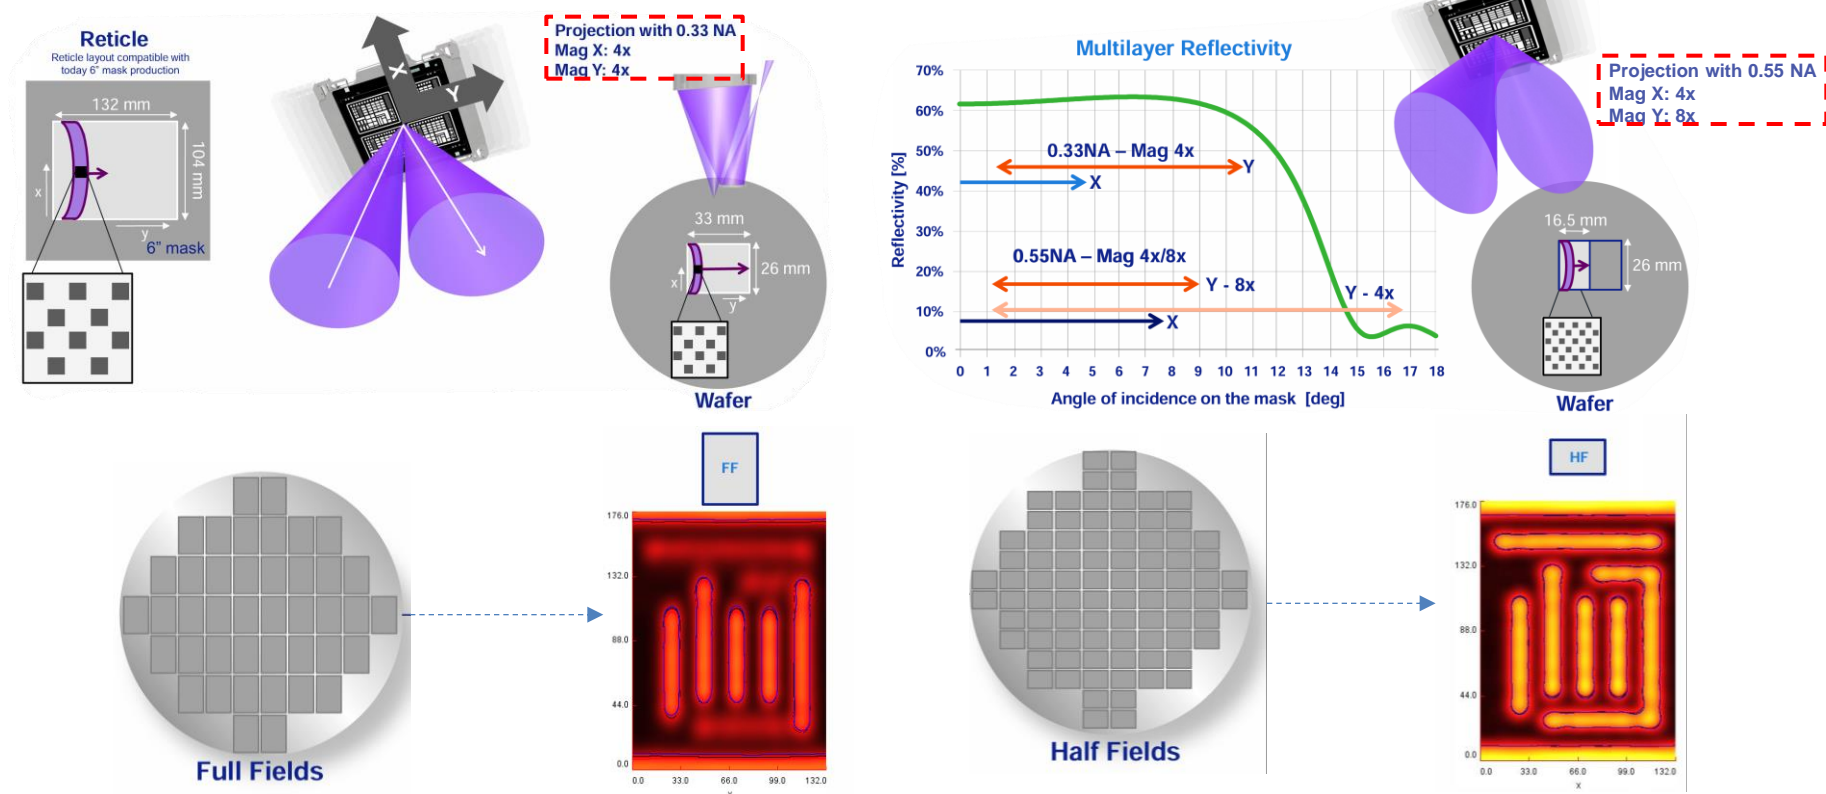 Reticle
Reticle layout compatible with
today 6" mask production
132 mm
104 mm
x
y
6" mask
X
Y
Projection with 0.33 NA
Mag X: 4x
Mag Y: 4x
33 mm
26 mm
x
y
Wafer
Multilayer Reflectivity
Reflectivity [%]
70%
60%
50%
40%
30%
20%
10%
0%
0.33NA – Mag 4x
Y
X
0.55NA – Mag 4x/8x
Y - 8x
Y - 4x
X
0 1 2 3 4 5 6 7 8 9 10 11 12 13 14 15 16 17 18
Angle of incidence on the mask [deg]
Projection with 0.55 NA
Mag X: 4x
Mag Y: 8x
16.5 mm
26 mm
Wafer
Full Fields
FF
176.0
132.0
88.0
44.0
0.0
0.0 33.0 66.0 99.0 132.0
x
Half Fields
HF
176.0
132.0
88.0
44.0
0.0
0.0 33.0 66.0 99.0 132.0
x